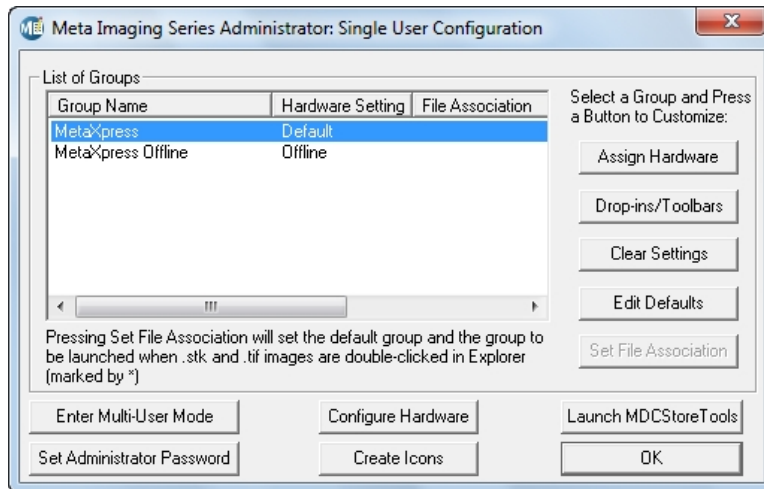 Meta Imaging Series Administrator: Single User Configuration
List of Groups
Group Name Hardware Setting File Association
MetaXpress Default
MetaXpress Offline Offline
Select a Group and Press
a Button to Customize:
Assign Hardware
Drop-ins/Toolbars
Clear Settings
Edit Defaults
Set File Association
Pressing Set File Association will set the default group and the group to
be launched when .stk and .tif images are double-clicked in Explorer
(marked by *)
Enter Multi-User Mode Configure Hardware Launch MDCStoreTools
Set Administrator Password Create Icons OK